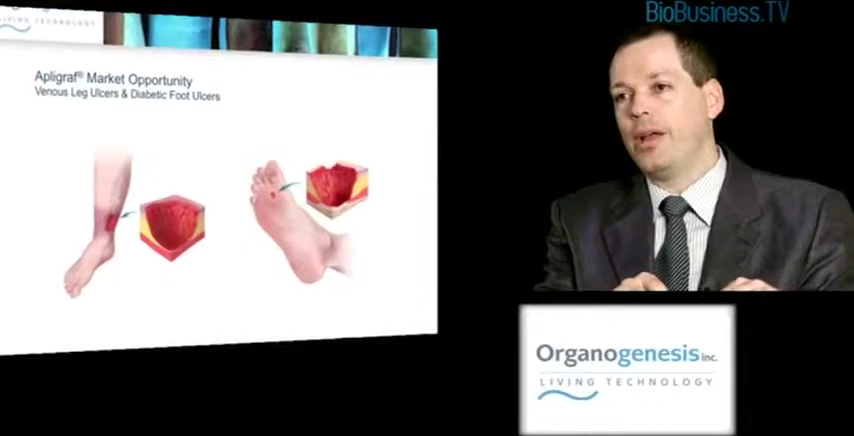 LIVING TECHNOLOGY
BioBusiness.TV
Apligraf® Market Opportunity
Venous Leg Ulcers & Diabetic Foot Ulcers
Organogenesis inc.
LIVING TECHNOLOGY